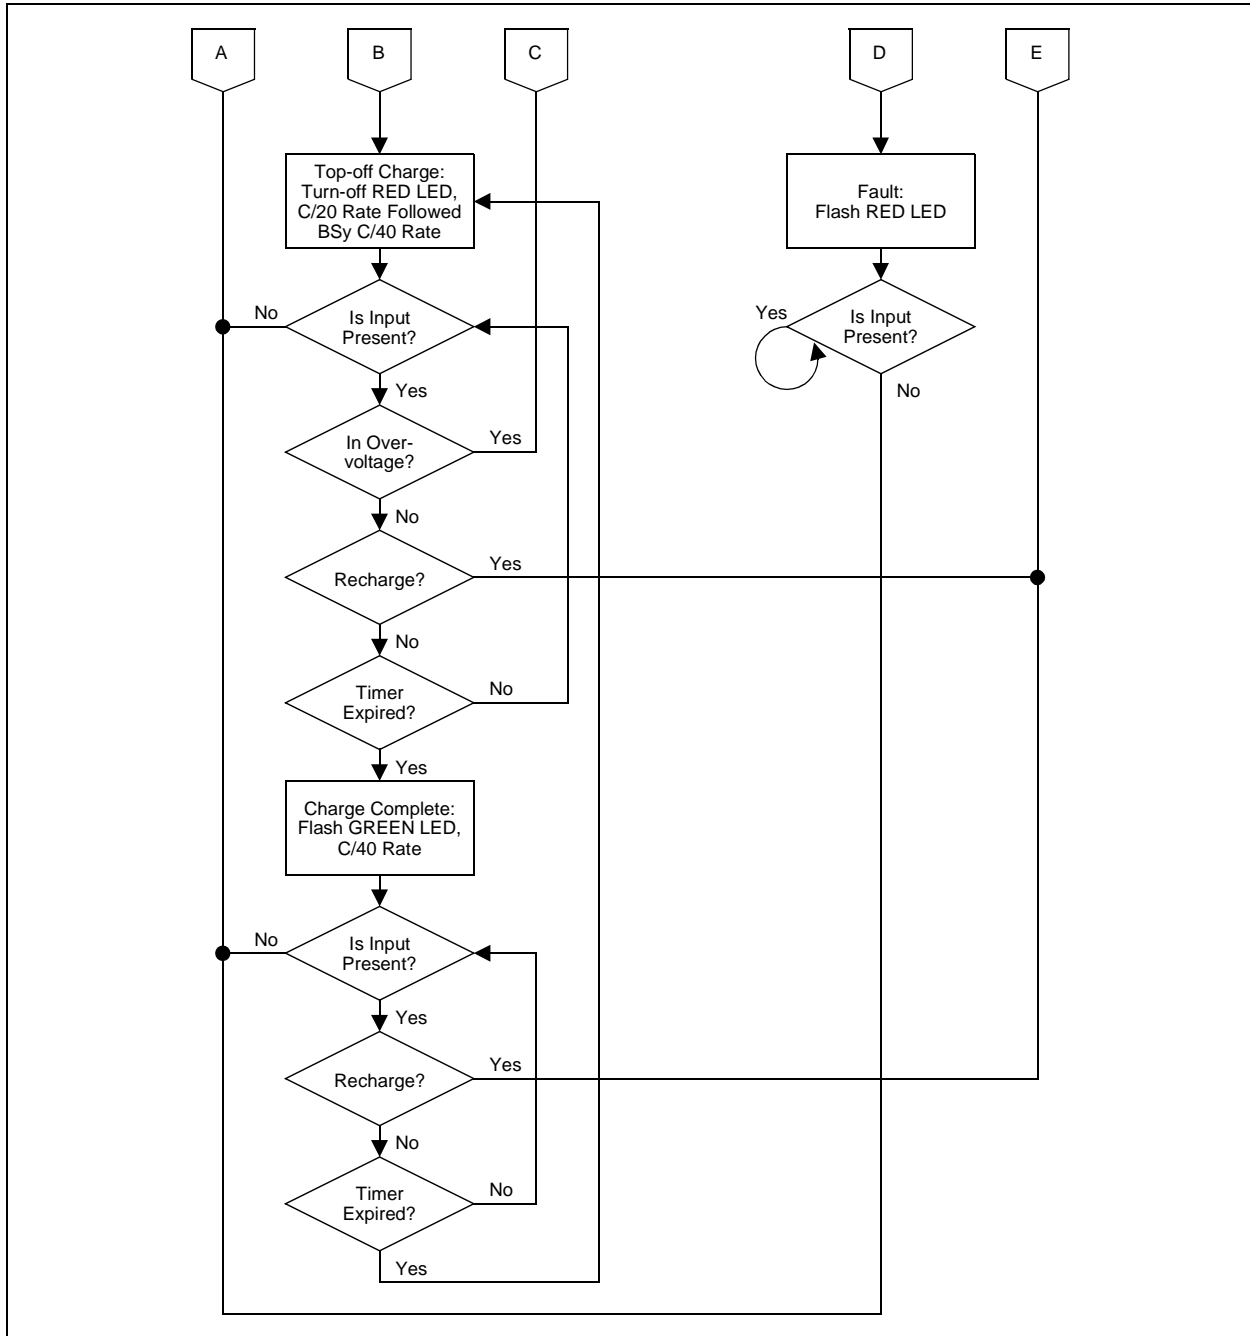 A
B
C
D
E
Top-off Charge:
Turn-off RED LED,
C/20 Rate Followed
BSy C/40 Rate
Fault:
Flash RED LED
No
Is Input
Present?
Yes
Is Input
Present?
Yes
No
In Over-
voltage?
Yes
No
Recharge?
Yes
No
Timer
Expired?
No
Yes
Charge Complete:
Flash GREEN LED,
C/40 Rate
No
Is Input
Present?
Yes
Recharge?
Yes
No
Timer
Expired?
No
Yes